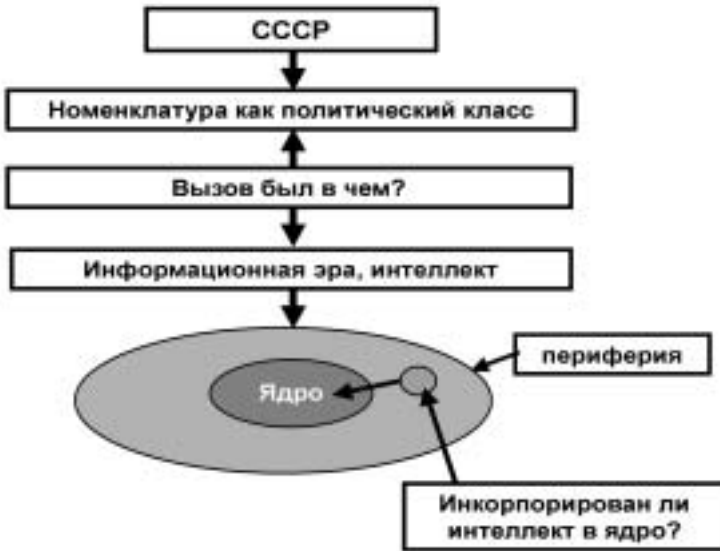 СССР
Номенклатура как политический класс
Вызов был в чем?
Информационная эра, интеллект
периферия
Ядро
Инкорпорирован ли
интеллект в ядро?